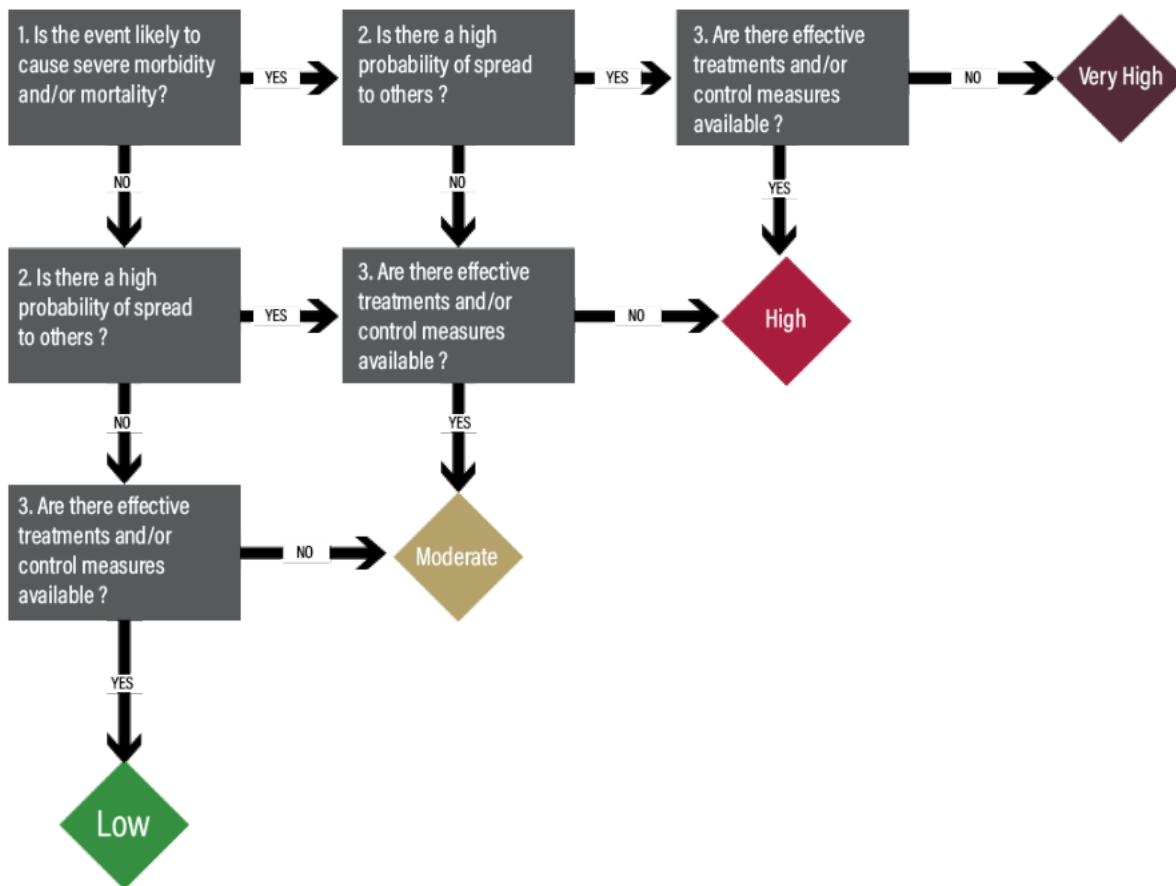 1. Is the event likely to
cause severe morbidity
and/or mortality?
YES
2. Is there a high
probability of spread
to others ?
YES
3. Are there effective
treatments and/or
control measures
available ?
NO
Very High
NO
NO
YES
2. Is there a high
probability of spread
to others ?
YES
3. Are there effective
treatments and/or
control measures
available ?
NO
High
NO
YES
3. Are there effective
treatments and/or
control measures
available ?
NO
Moderate
YES
Low